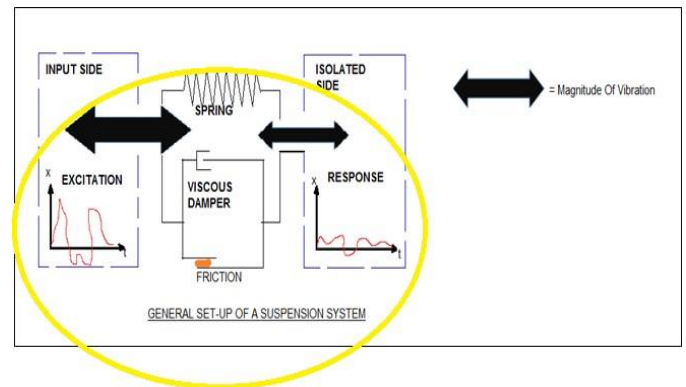 INPUT SIDE
ISOLATED
SIDE
SPRING
= Magnitude Of Vibration
x
EXCITATION
t
VISCOUS
DAMPER
x
RESPONSE
t
FRICTION
GENERAL SET-UP OF A SUSPENSION SYSTEM